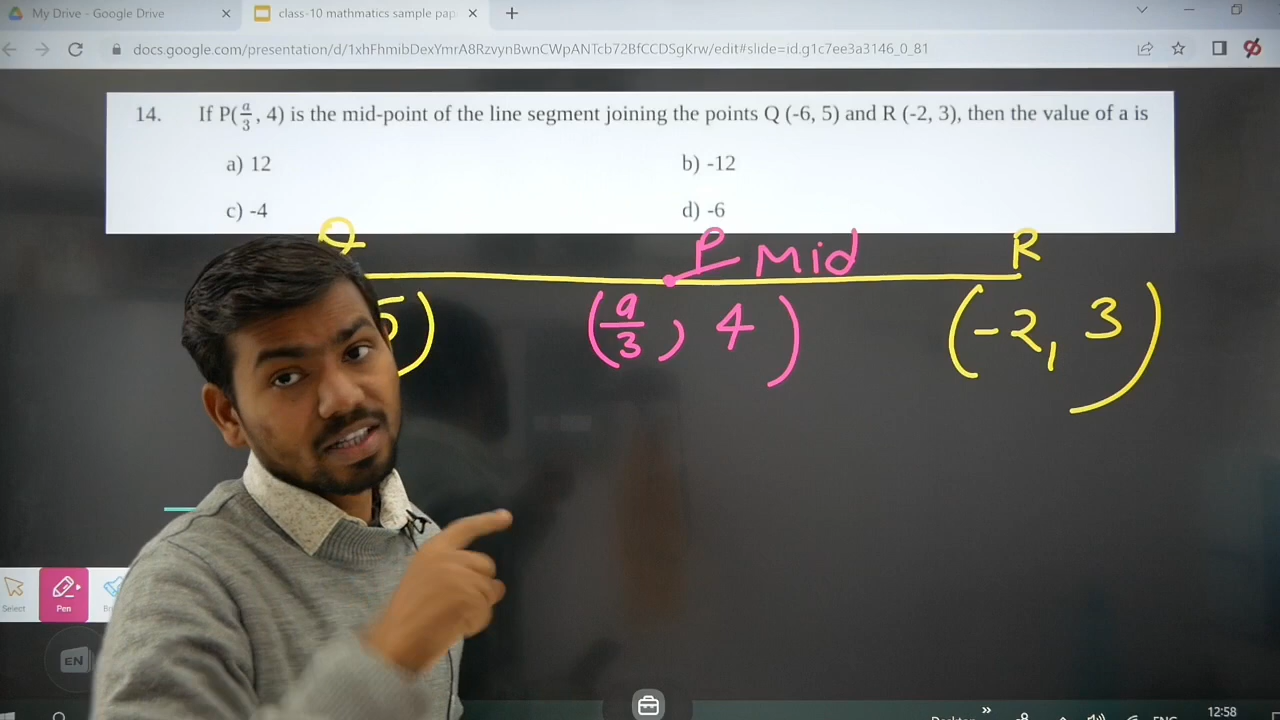 My Drive - Google Drive
class-10 mathmatics sample pap
docs.google.com/presentation/d/1xhFhmibDexYmrA8RzvynBwnCWpANTcb72BfCCDSgKrw/edit#slide=id.g1c7ee3a3146_0_81
14. If P(a/3, 4) is the mid-point of the line segment joining the points Q (-6, 5) and R (-2, 3), then the value of a is
a) 12 b) -12
c) -4 d) -6
Q P Mid R
5) (a/3, 4) (-2, 3)
Select Pen
EN
12:58